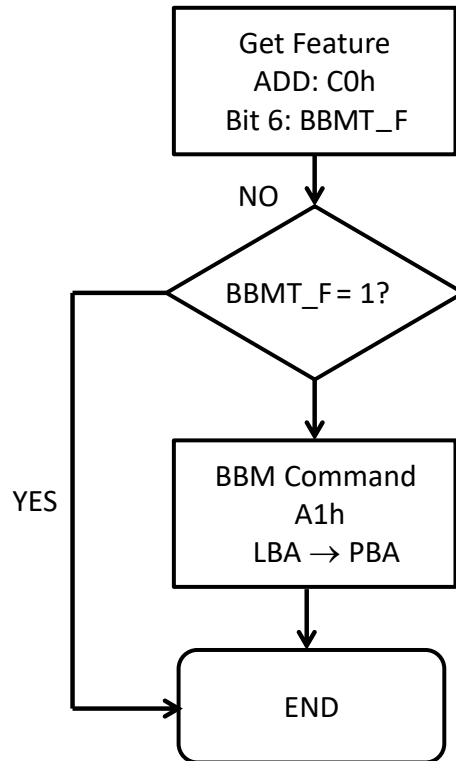 Get Feature
ADD: C0h
Bit 6: BBMT_F
NO
BBMT_F = 1?
BBM Command
A1h
LBA → PBA
YES
END